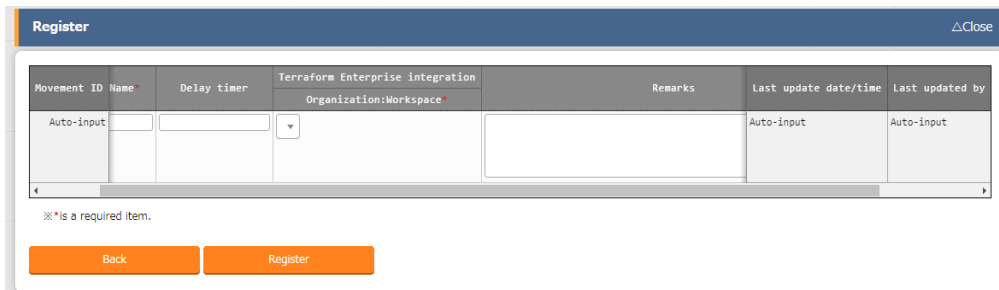 Register
△Close
Movement ID Name* Delay timer Terraform Enterprise integration Remarks Last update date/time Last updated by
Organization:Workspace*
Auto-input Auto-input Auto-input
※*is a required item.
Back Register